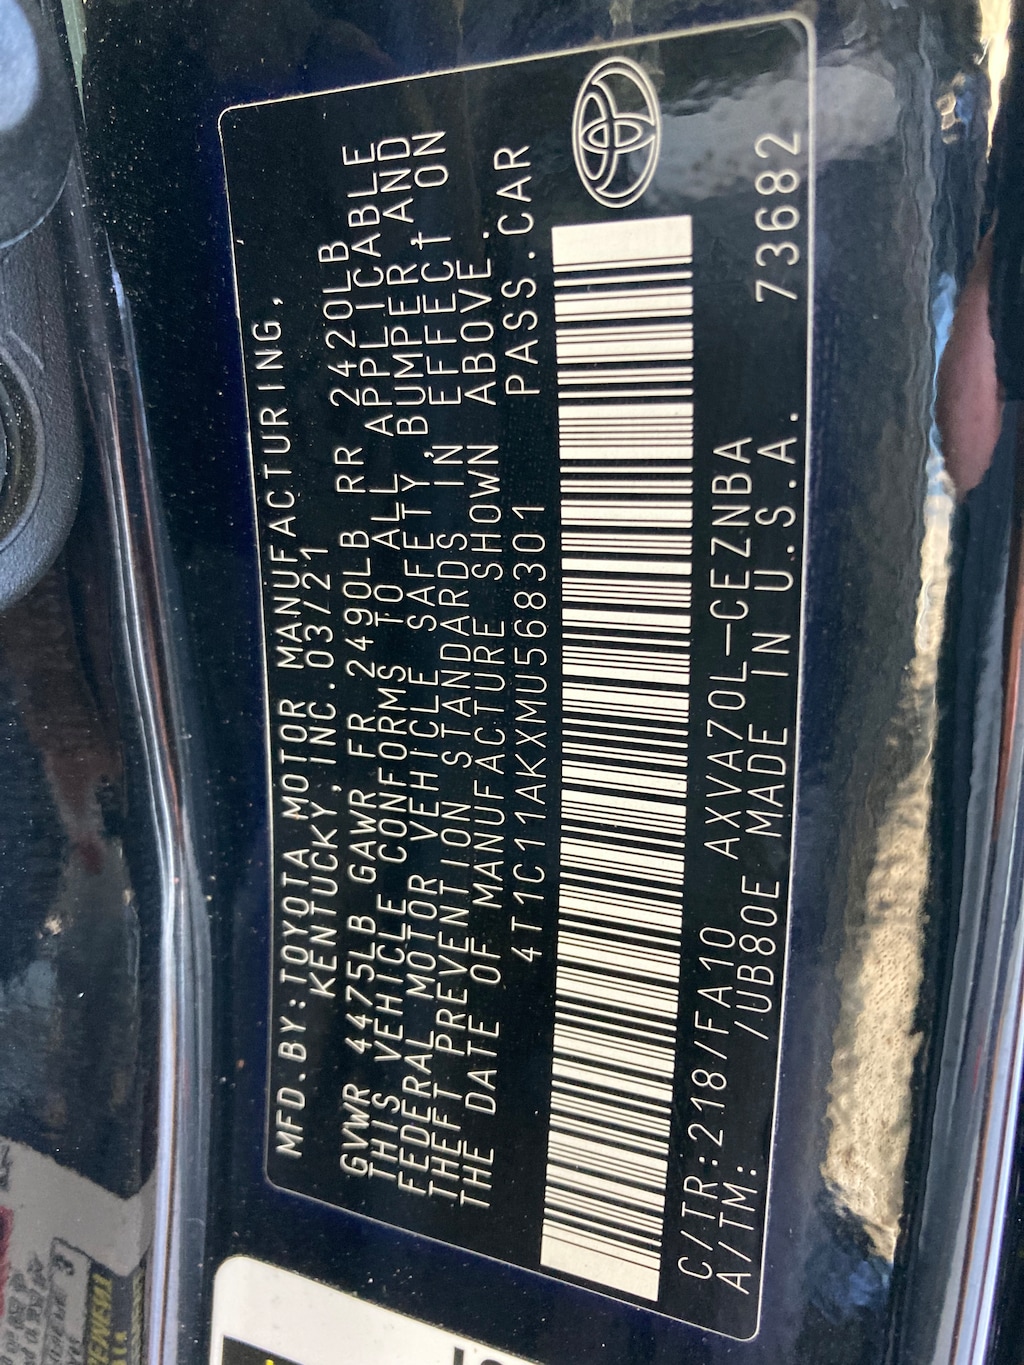 MFD.BY:TOYOTA MOTOR MANUFACTURING,
KENTUCKY,INC.03/21
GVWR 4475LB GAWR FR 2490LB RR 2420LB
THIS VEHICLE CONFORMS TO ALL APPLICABLE
FEDERAL MOTOR VEHICLE SAFETY,BUMPER,AND
THEFT PREVENTION STANDARDS IN EFFECT ON
THE DATE OF MANUFACTURE SHOWN ABOVE.
4T1C11AKXMU568301 PASS.CAR
C/TR:218/FA10 AXVA70L-CEZNBA 73682
A/TM: /UB80E MADE IN U.S.A.